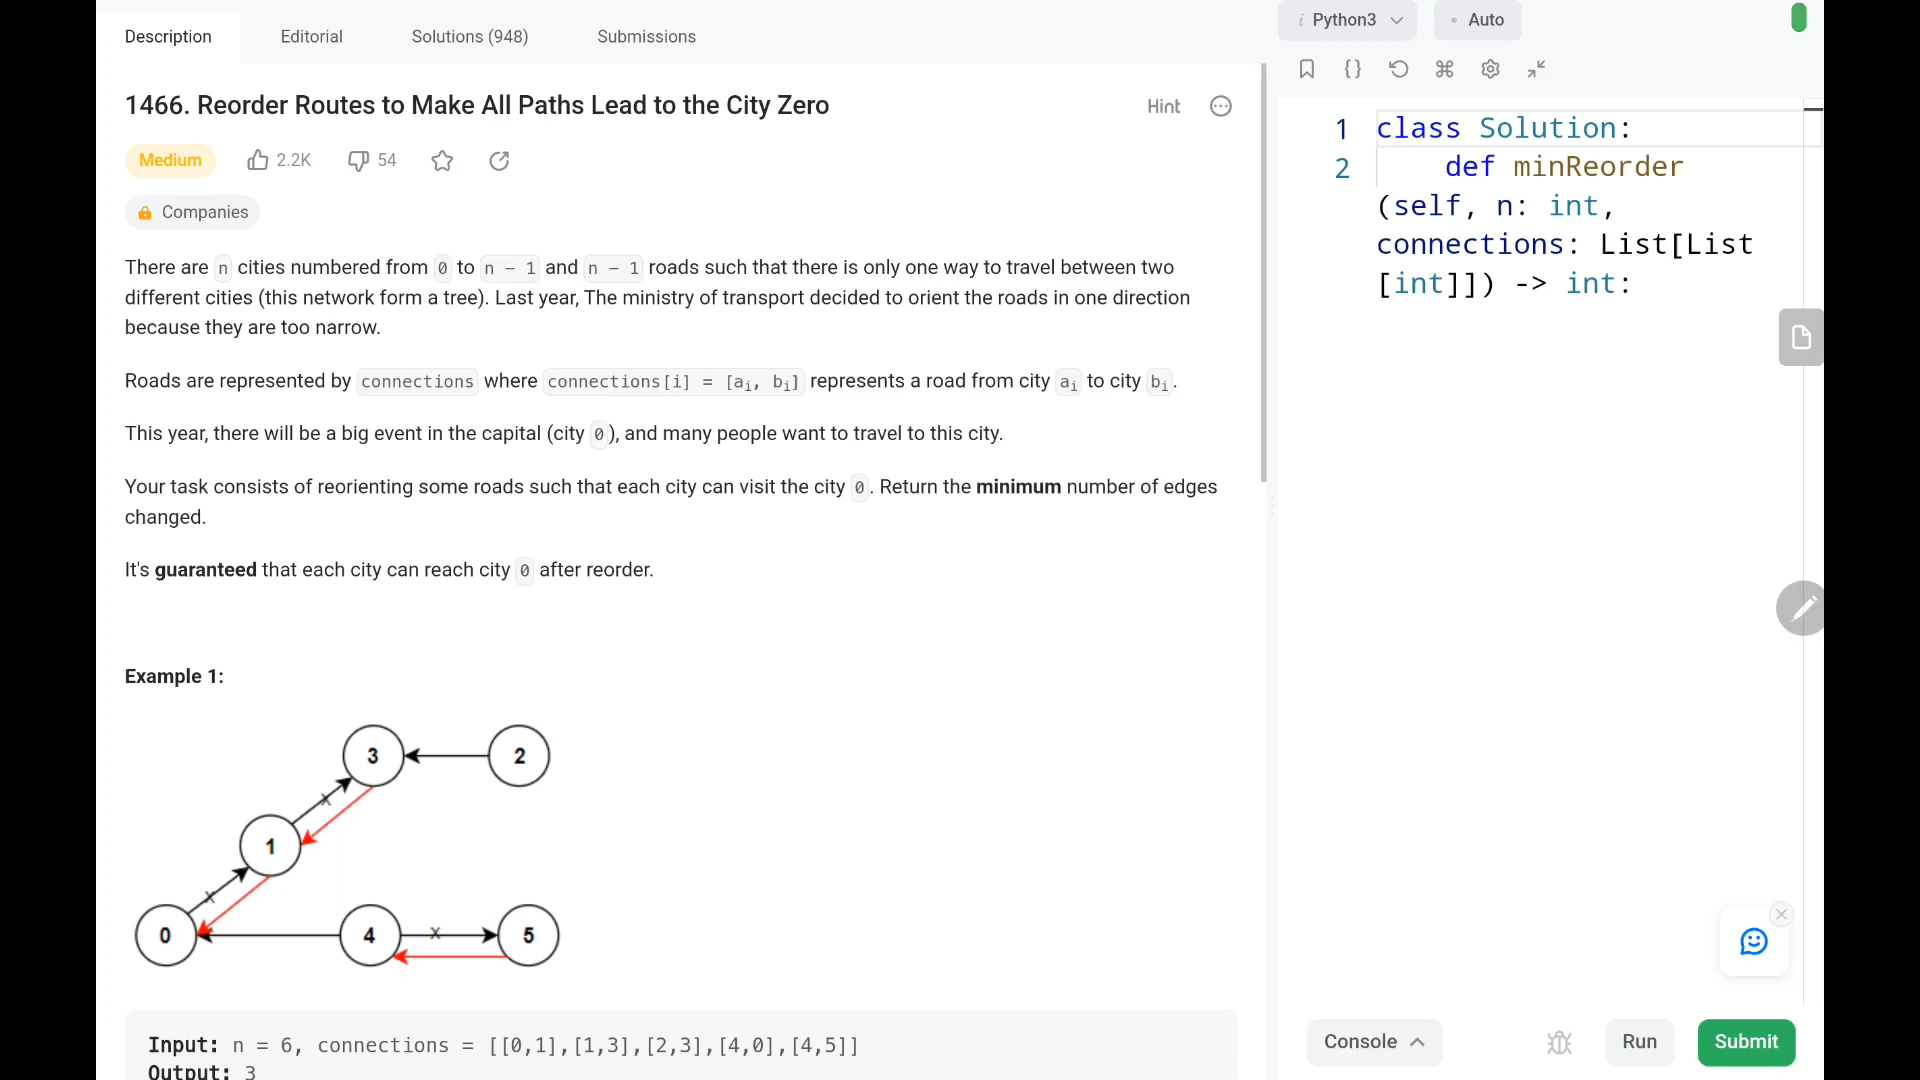 Description Editorial Solutions (948) Submissions
1466. Reorder Routes to Make All Paths Lead to the City Zero Hint
Medium 2.2K 54
Companies
There are n cities numbered from 0 to n - 1 and n - 1 roads such that there is only one way to travel between two
different cities (this network form a tree). Last year, The ministry of transport decided to orient the roads in one direction
because they are too narrow.
Roads are represented by connections where connections[i] = [ai, bi] represents a road from city ai to city bi.
This year, there will be a big event in the capital (city 0), and many people want to travel to this city.
Your task consists of reorienting some roads such that each city can visit the city 0. Return the minimum number of edges
changed.
It's guaranteed that each city can reach city 0 after reorder.
Example 1:
3 2
x
1
x
0 4 x 5
Input: n = 6, connections = [[0,1],[1,3],[2,3],[4,0],[4,5]]
Output: 3
i Python3 Auto
1 class Solution:
2 def minReorder
(self, n: int,
connections: List[List
[int]]) -> int:
Console Run Submit